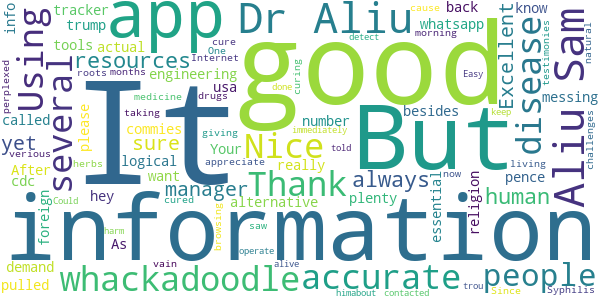 info tracker app Dr Aliu good whatsapp back know
trump tools actual cure One morning cause Excellent Sam natural
perplexed Using resources Internet detect
roots months engineering But Easy testimonies
several medicine drugs usa curing done disease Aliu
called taking It number besides messing
yet please commies giving immediately keep challenges
After sure Your Nice appreciate told
verious logical really always living now
cdc herbs want Thank plenty pence
hey manager alternative essential human
foreign Could cured browsing saw religion
As information
demand harm vain operate alive trou
pulled whackadoodle accurate people
himabout contacted Since Syphilis